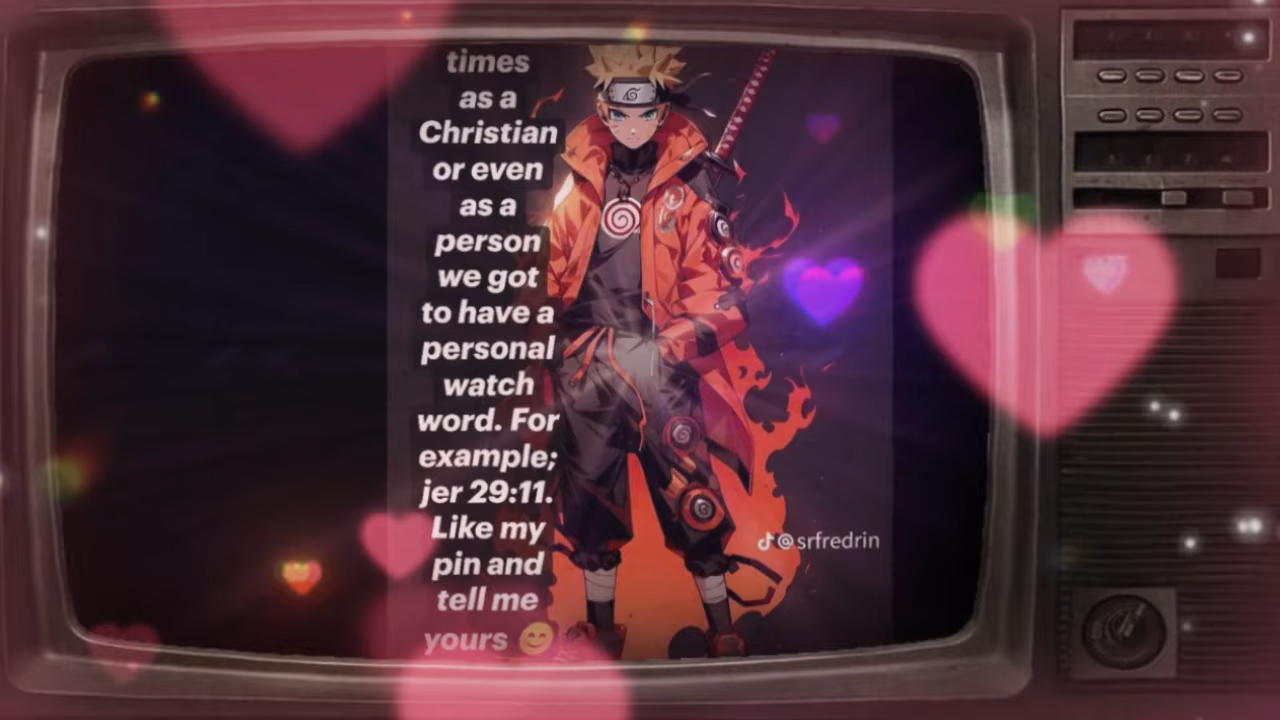 times
as a
Christian
or even
as a
person
we got
to have a
personal
watch
word. For
example;
jer 29:11.
Like my
pin and
tell me
yours 😊
@srfredrin